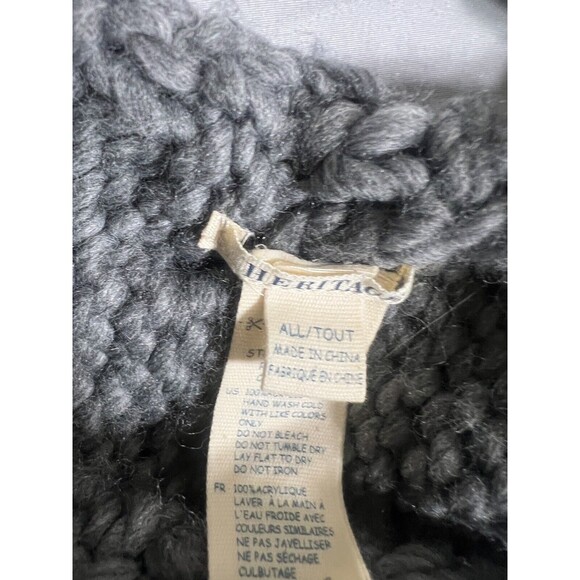 HERITAG
ALL/TOUT
MADE IN CHINA
FABRIQUÉ EN CHINE
ST
US 100%
HAND WASH COLD
WITH LIKE COLORS
ONLY
DO NOT BLEACH
DO NOT TUMBLE DRY
LAY FLAT TO DRY
DO NOT IRON
FR 100%ACRYLIQUE
LAVER À LA MAIN A
L'EAU FROIDE AVEC
COULEURS SIMILAIRES
NE PAS JAVELLISER
NE PAS SÉCHAGE
CULBUTAGE